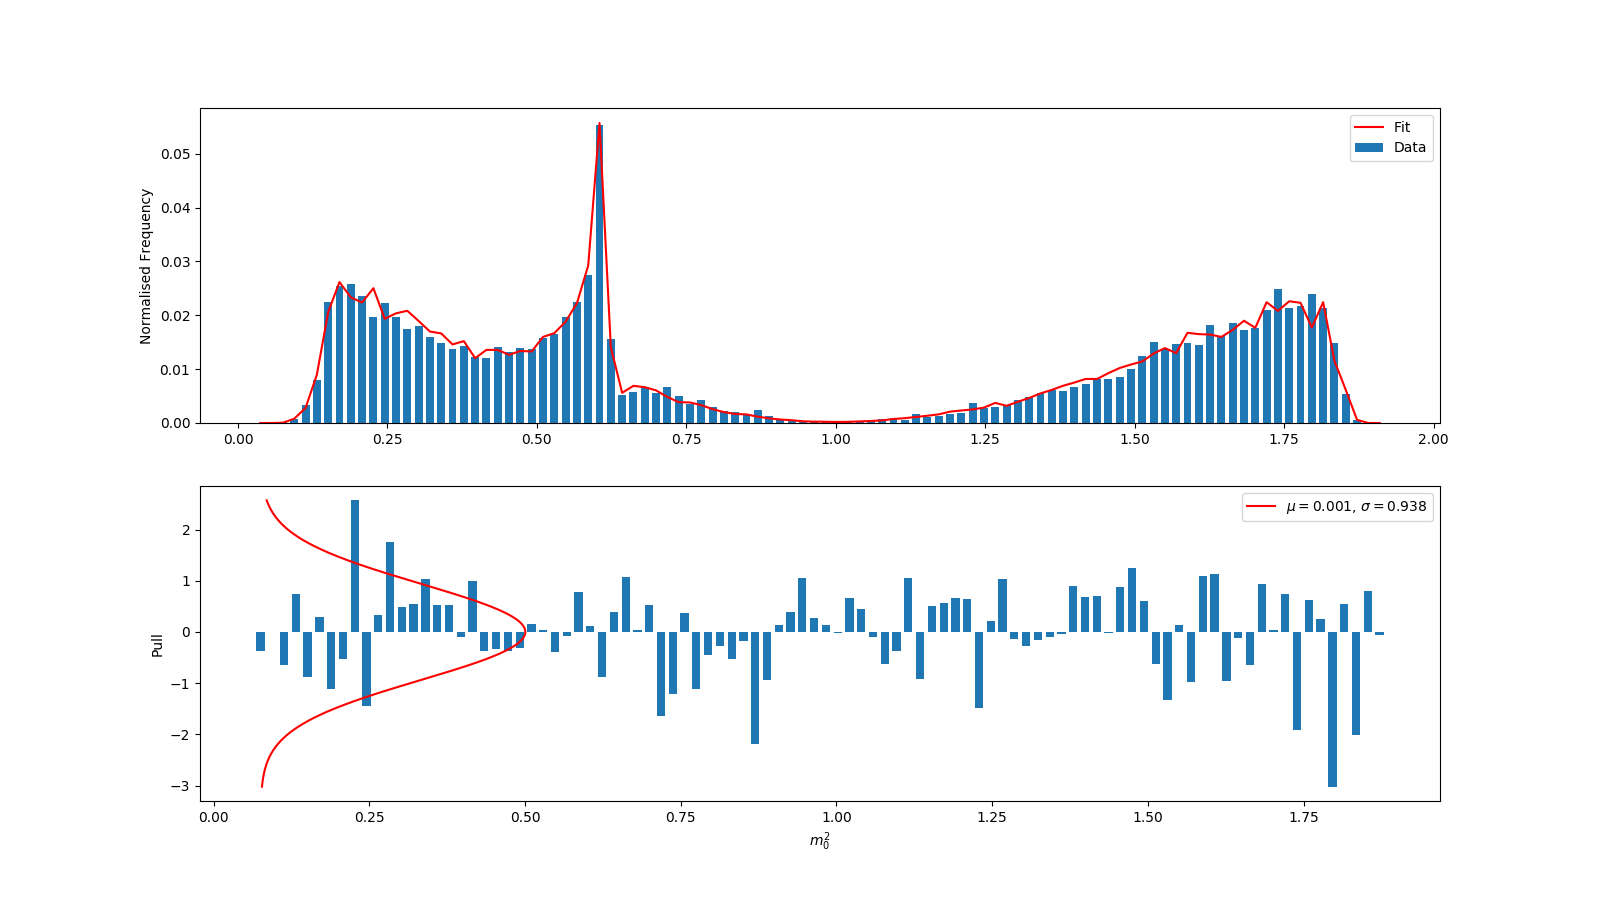 Normalised Frequency
0.05
0.04
0.03
0.02
0.01
0.00
0.00 0.25 0.50 0.75 1.00 1.25 1.50 1.75 2.00
Fit
Data
Pull
2
1
0
−1
−2
−3
0.00 0.25 0.50 0.75 1.00 1.25 1.50 1.75
μ = 0.001, σ = 0.938
m₀²